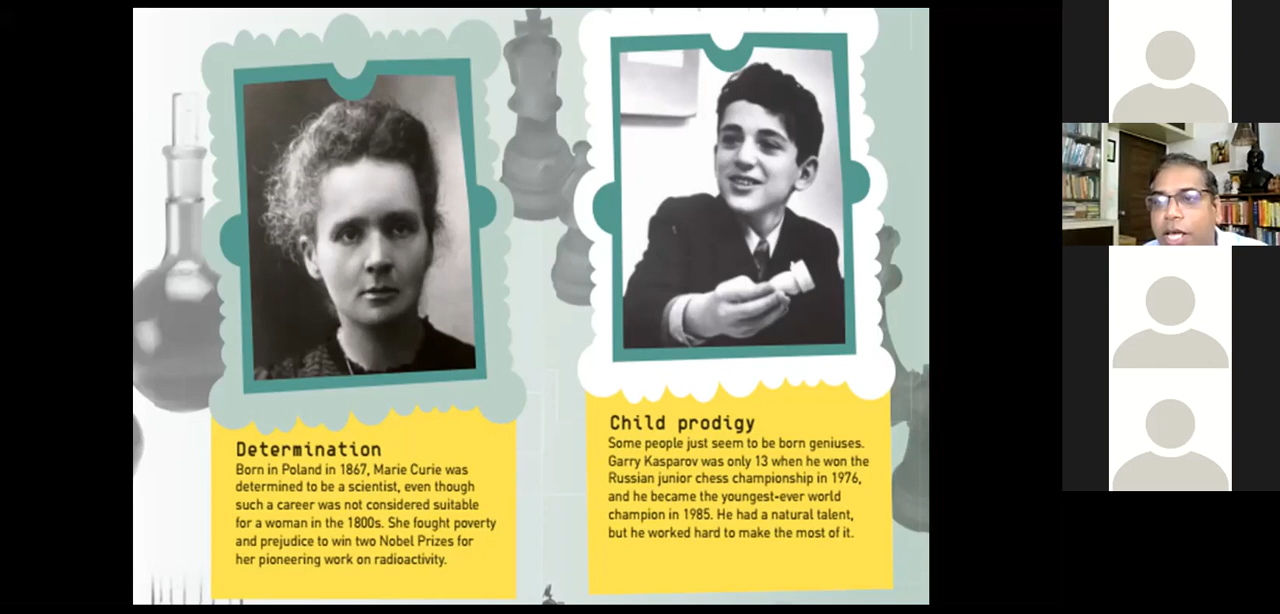 Determination
Born in Poland in 1867, Marie Curie was
determined to be a scientist, even though
such a career was not considered suitable
for a woman in the 1800s. She fought poverty
and prejudice to win two Nobel Prizes for
her pioneering work on radioactivity.
Child prodigy
Some people just seem to be born geniuses.
Garry Kasparov was only 13 when he won the
Russian junior chess championship in 1976,
and he became the youngest-ever world
champion in 1985. He had a natural talent,
but he worked hard to make the most of it.